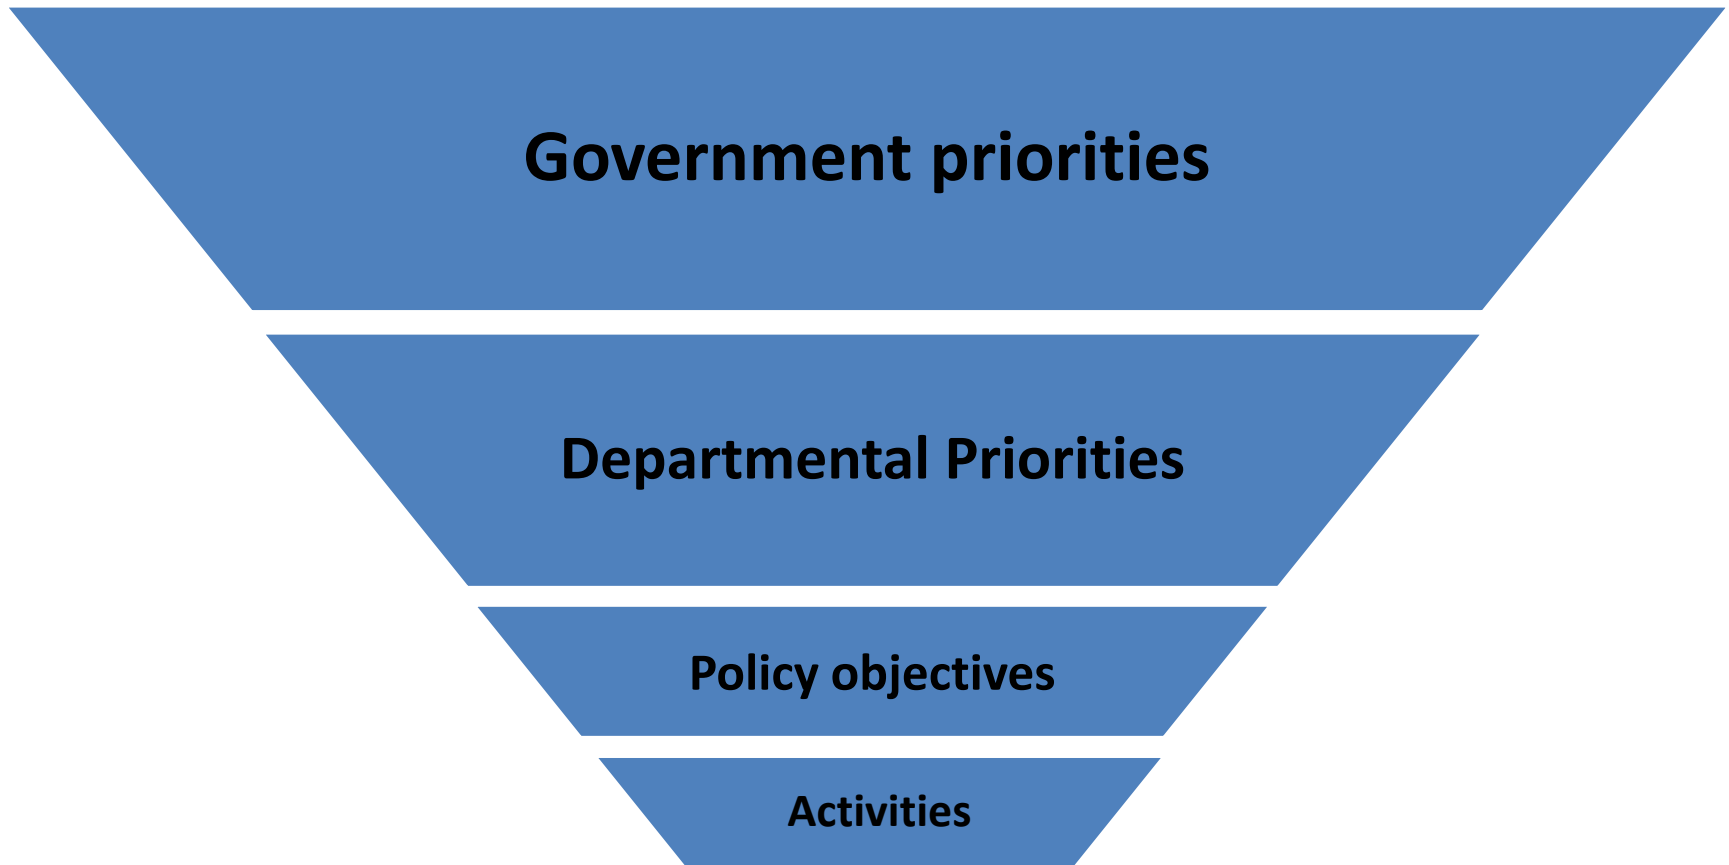 Government priorities
Departmental Priorities
Policy objectives
Activities